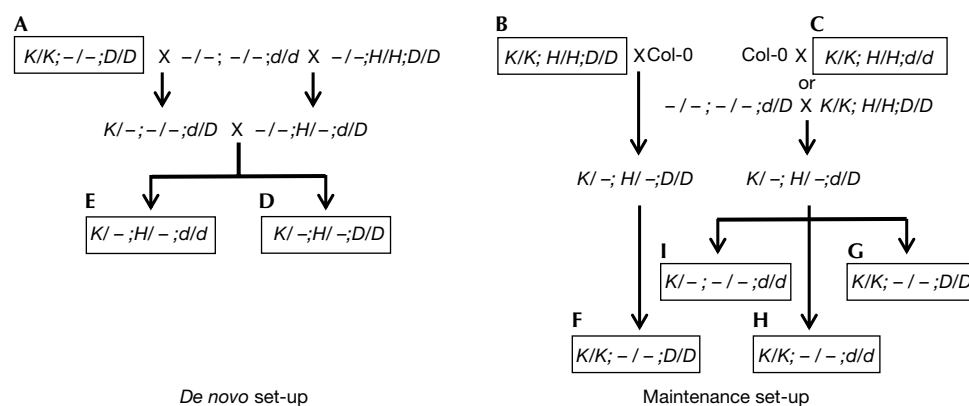 A
K/K; –/–;D/D X –/–; –/–;d/d X –/–;H/H;D/D
K/–;–/–;d/D X –/–;H/–;d/D
E D
K/ – ;H/ – ;d/d K/ –;H/ –;D/D
De novo set-up
B C
K/K; H/H;D/D XCol-0 Col-0 X K/K; H/H;d/d
or
– / – ; – / – ;d/D X K/K; H/H;D/D
K/ –; H/ –;D/D K/ –; H/ –;d/D
I G
K/ – ; – / – ;d/d K/K; – / – ;D/D
F H
K/K; – / – ;D/D K/K; – / – ;d/d
Maintenance set-up